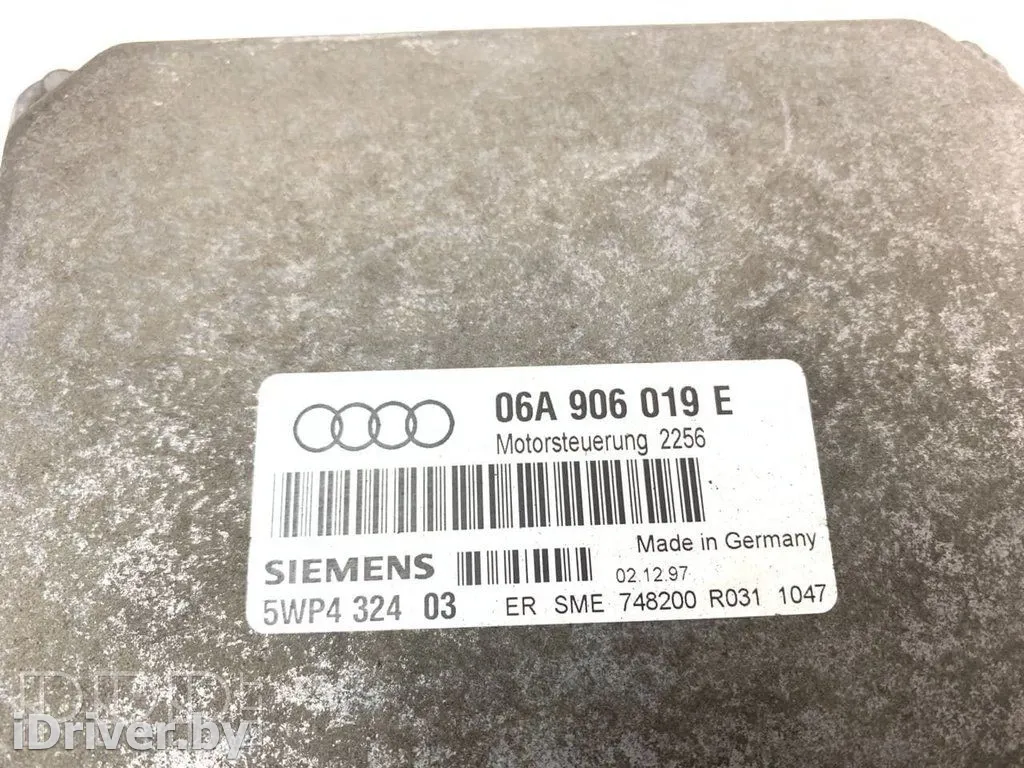 06A 906 019 E
Motorsteuerung 2256
Made in Germany
SIEMENS
02.12.97
5WP4 324 03
ER SME 748200 R031 1047
iDriver.by